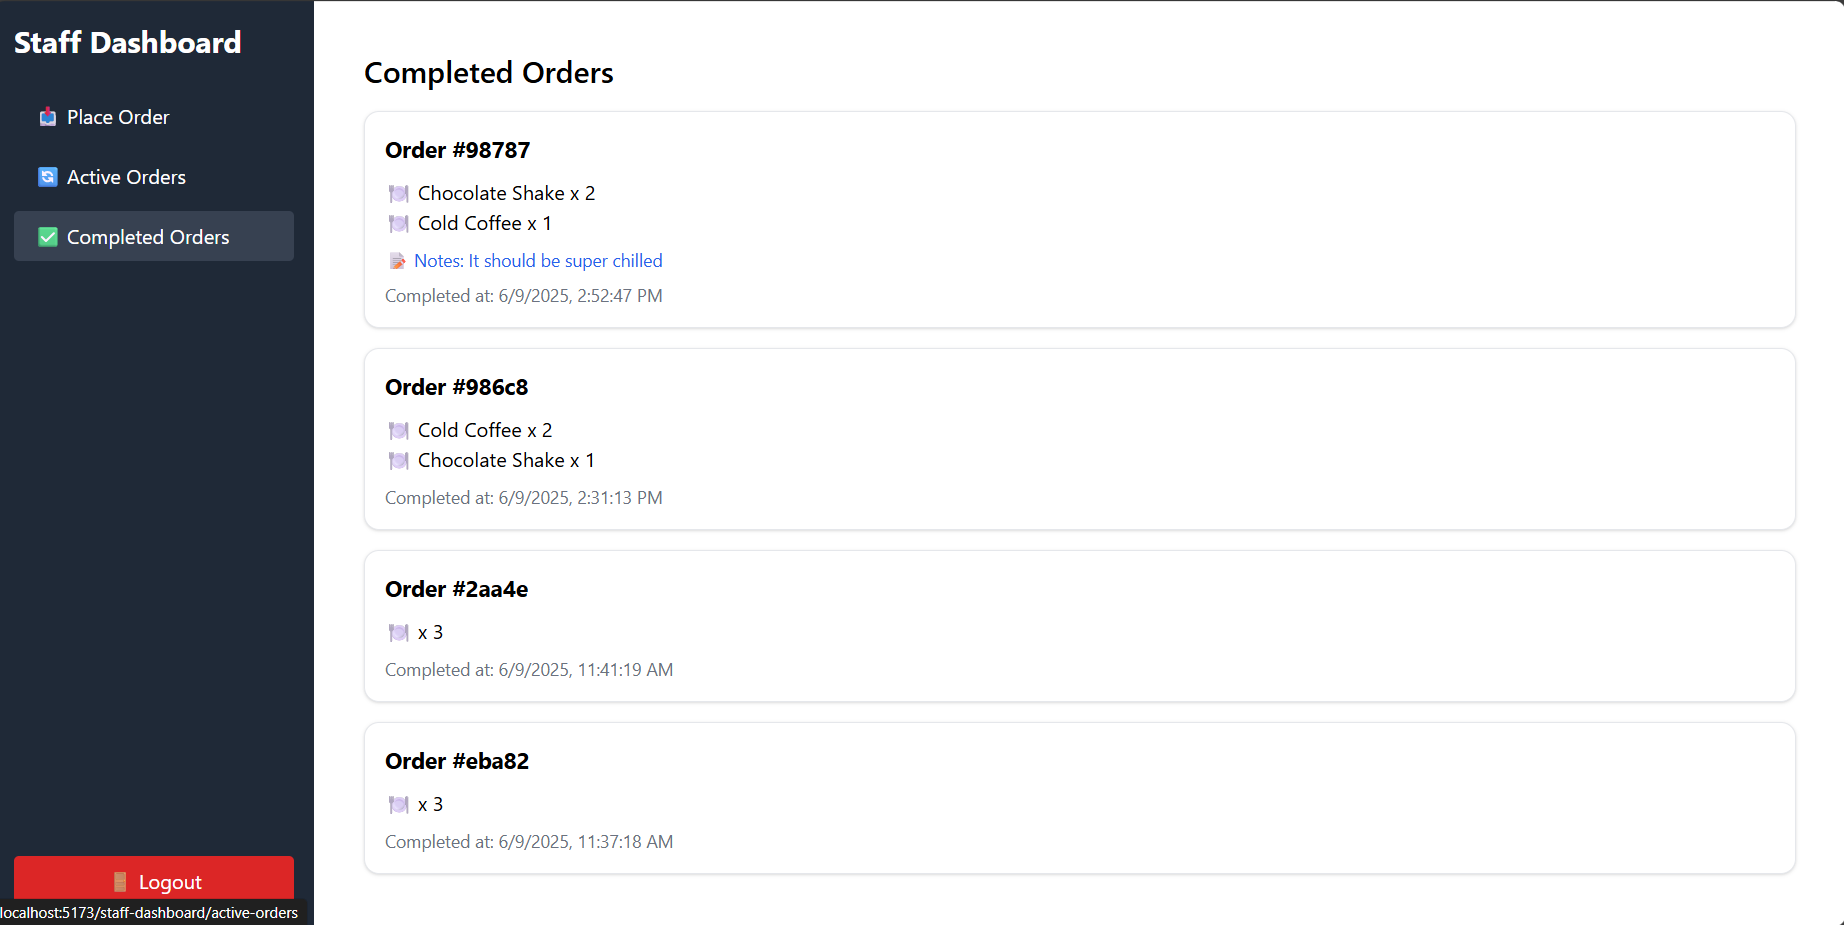 Staff Dashboard
Place Order
Active Orders
Completed Orders
Logout
localhost:5173/staff-dashboard/active-orders
Completed Orders
Order #98787
Chocolate Shake x 2
Cold Coffee x 1
Notes: It should be super chilled
Completed at: 6/9/2025, 2:52:47 PM
Order #986c8
Cold Coffee x 2
Chocolate Shake x 1
Completed at: 6/9/2025, 2:31:13 PM
Order #2aa4e
x 3
Completed at: 6/9/2025, 11:41:19 AM
Order #eba82
x 3
Completed at: 6/9/2025, 11:37:18 AM